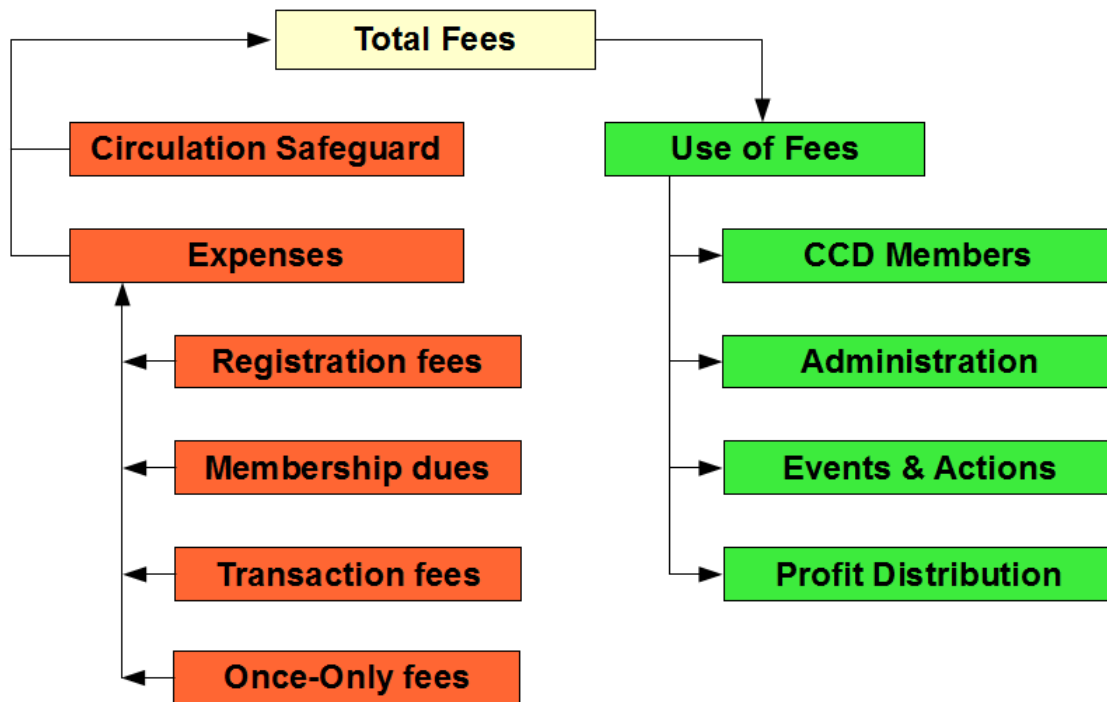 Total Fees
Circulation Safeguard
Use of Fees
Expenses
CCD Members
Registration fees
Administration
Membership dues
Events & Actions
Transaction fees
Profit Distribution
Once-Only fees